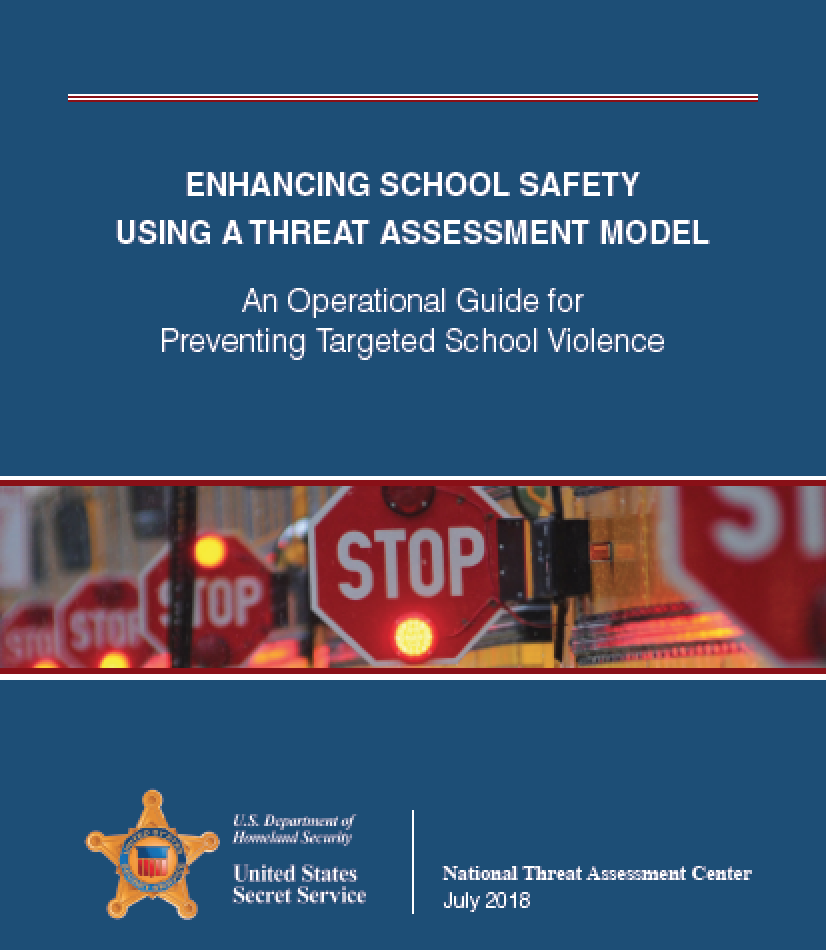 ENHANCING SCHOOL SAFETY
USING A THREAT ASSESSMENT MODEL
An Operational Guide for
Preventing Targeted School Violence
STOP
STOP
STOP
STOP
ST
U.S. Department of
Homeland Security
United States
Secret Service
National Threat Assessment Center
July 2018